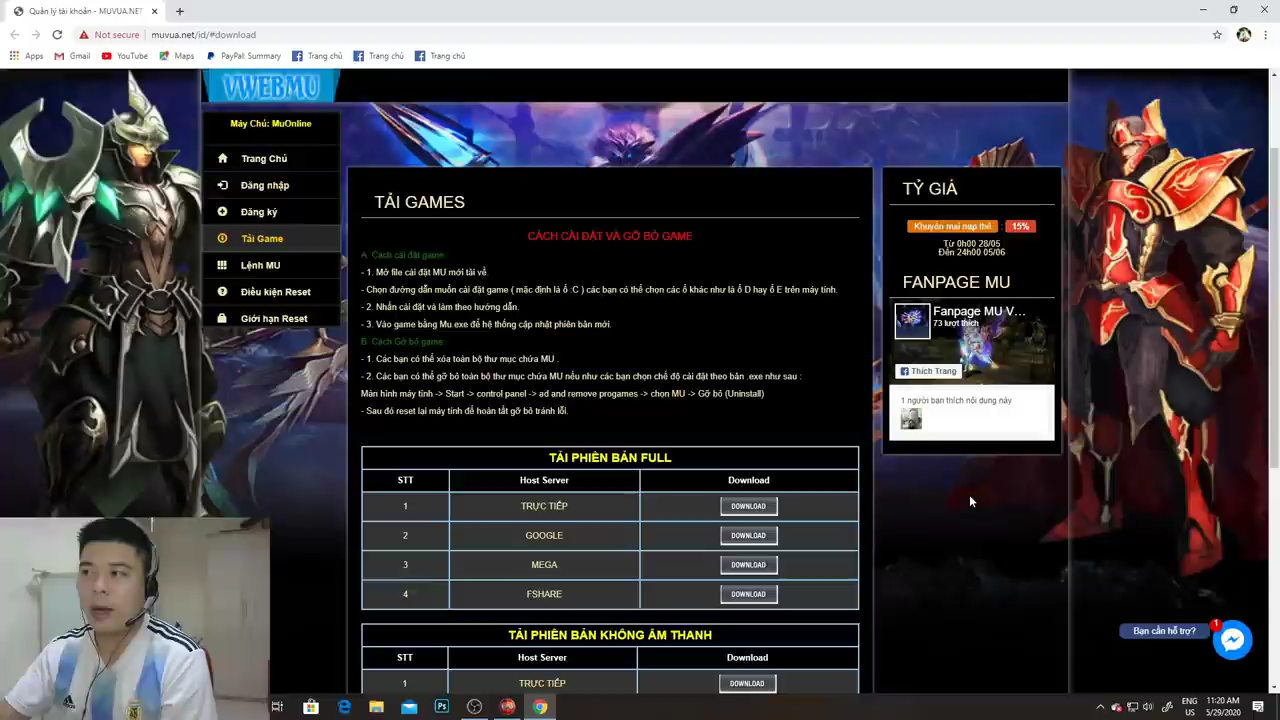 Quản lý tài khoản - MUVUA.NET
Not secure | muvua.net/id/#download
Apps
Gmail
YouTube
Maps
PayPal: Summary
Trang chủ
Trang chủ
Trang chủ
VWEBMU
Máy Chủ: MuOnline
Trang Chủ
Đăng nhập
Đăng ký
Tải Game
Lệnh MU
Điều kiện Reset
Giới hạn Reset
TẢI GAMES
CÁCH CÀI ĐẶT VÀ GỠ BỎ GAME
A. Cách cài đặt game:
- 1. Mở file cài đặt MU mới tải về.
- Chọn đường dẫn muốn cài đặt game ( mặc định là ổ :C ) các bạn có thể chọn các ổ khác như là ổ D hay ổ E trên máy tính.
- 2. Nhấn cài đặt và làm theo hướng dẫn.
- 3. Vào game bằng Mu.exe để hệ thống cập nhật phiên bản mới.
B. Cách Gỡ bỏ game:
- 1. Các bạn có thể xóa toàn bộ thư mục chứa MU .
- 2. Các bạn có thể gỡ bỏ toàn bộ thư mục chứa MU nếu như các bạn chọn chế độ cài đặt theo bản .exe như sau :
Màn hình máy tính -> Start -> control panel -> ad and remove progames -> chọn MU -> Gỡ bỏ (Uninstall)
- Sau đó reset lại máy tính để hoàn tất gỡ bỏ tránh lỗi.
TẢI PHIÊN BẢN FULL
STT Host Server Download
1 TRỰC TIẾP DOWNLOAD
2 GOOGLE DOWNLOAD
3 MEGA DOWNLOAD
4 FSHARE DOWNLOAD
TẢI PHIÊN BẢN KHÔNG ÂM THANH
STT Host Server Download
1 TRỰC TIẾP DOWNLOAD
TỶ GIÁ
Khuyến mại nạp thẻ : 15%
Từ 0h00 28/05
Đến 24h00 05/06
FANPAGE MU
Fanpage MU V...
73 lượt thích
Thích Trang
1 người bạn thích nội dung này
Bạn cần hỗ trợ?
1
ENG
US
11:20 AM
5/29/2020